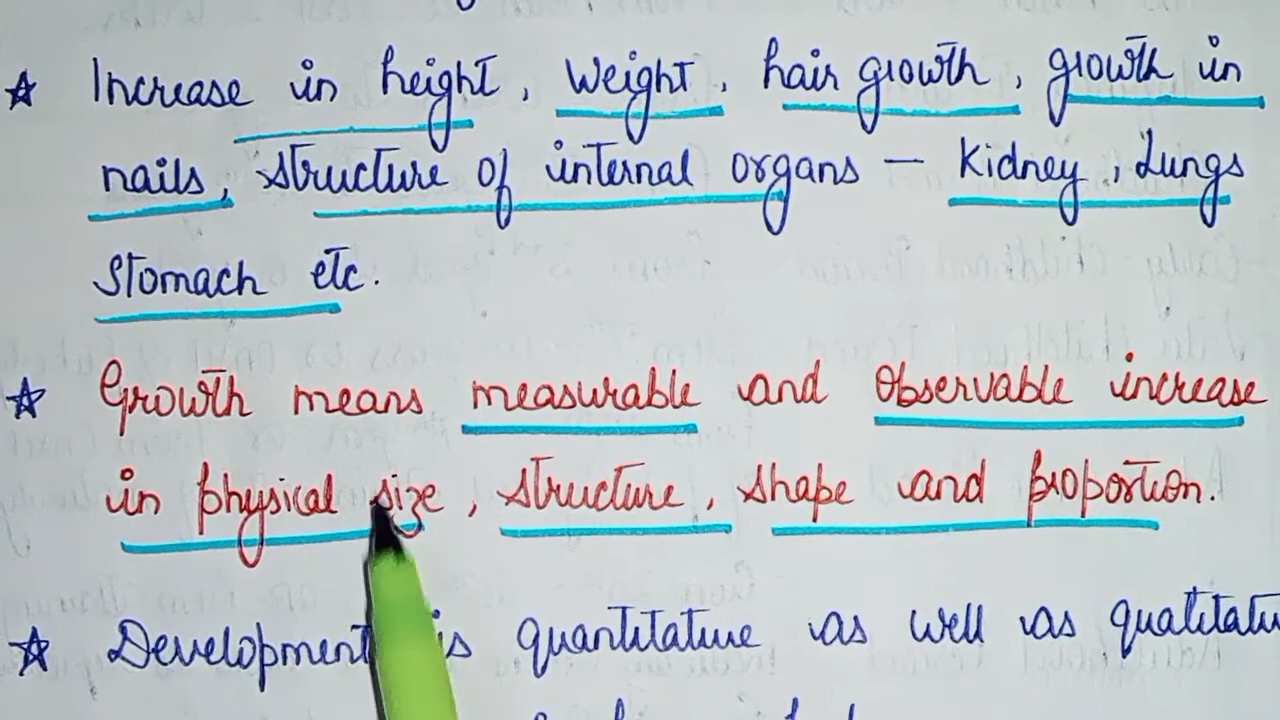 ☆ Increase in height, weight, hair growth, growth in
nails, structure of internal organs — Kidney, Lungs
Stomach etc.
☆ Growth means measurable and observable increase
in physical size, structure, shape and proportion.
☆ Development is quantitative as well as